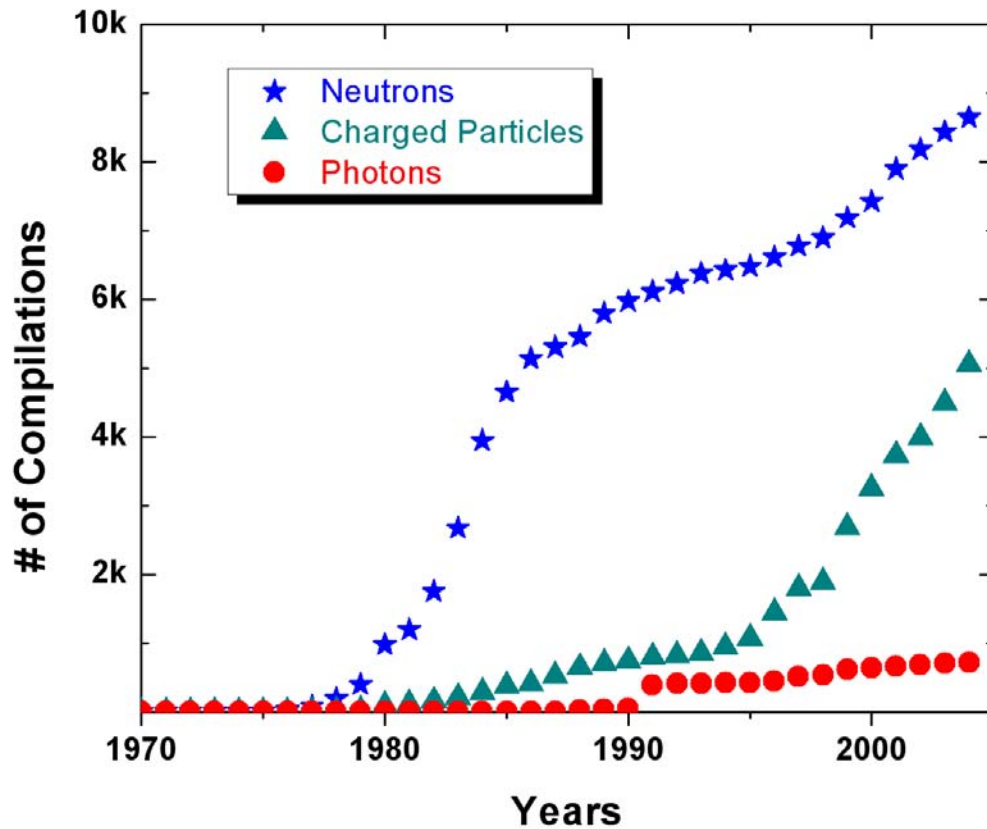 10k
8k
6k
4k
2k
# of Compilations
Neutrons
Charged Particles
Photons
1970
1980
1990
2000
Years